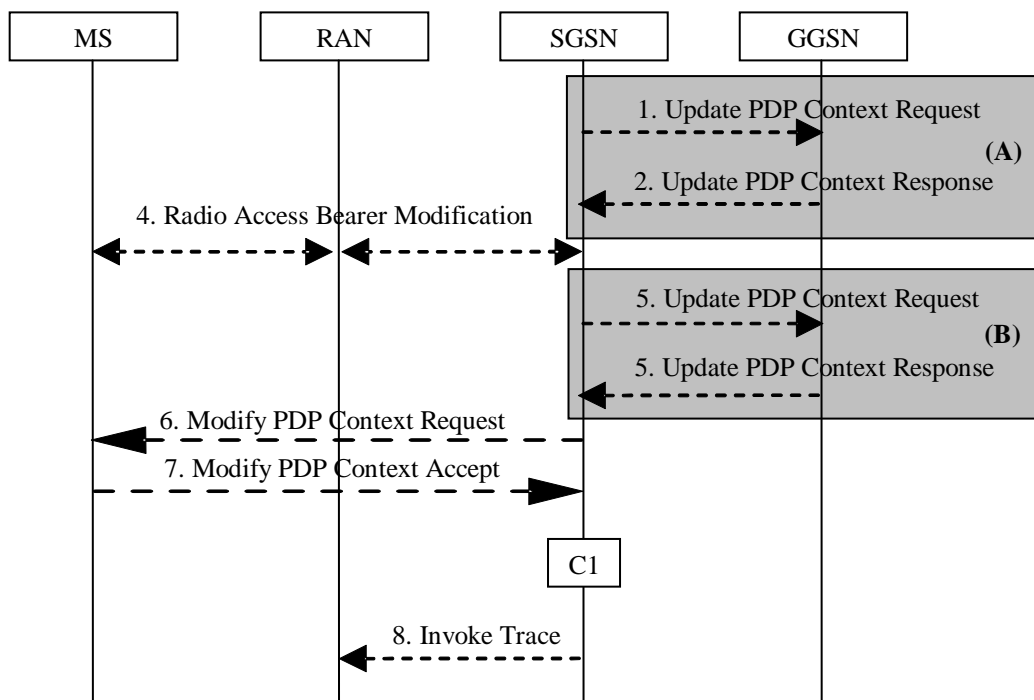 MS
RAN
SGSN
GGSN
1. Update PDP Context Request
(A)
2. Update PDP Context Response
4. Radio Access Bearer Modification
5. Update PDP Context Request
(B)
5. Update PDP Context Response
6. Modify PDP Context Request
7. Modify PDP Context Accept
C1
8. Invoke Trace